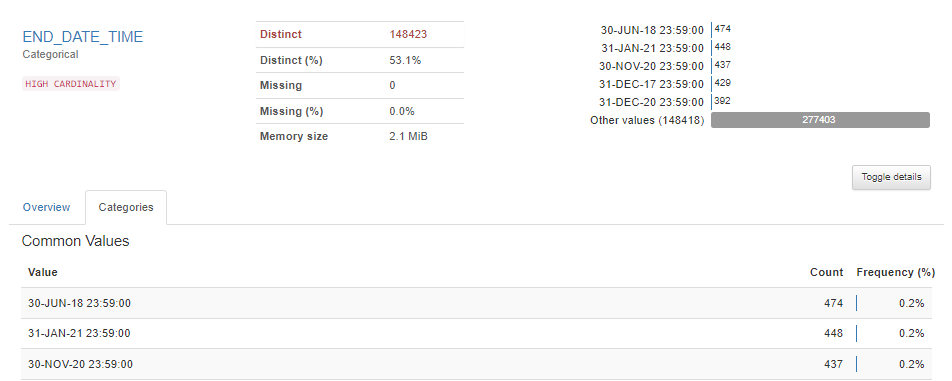 END_DATE_TIME
Categorical
HIGH CARDINALITY
Distinct 148423
Distinct (%) 53.1%
Missing 0
Missing (%) 0.0%
Memory size 2.1 MiB
30-JUN-18 23:59:00 474
31-JAN-21 23:59:00 448
30-NOV-20 23:59:00 437
31-DEC-17 23:59:00 429
31-DEC-20 23:59:00 392
Other values (148418) 277403
Toggle details
Overview Categories
Common Values
Value Count Frequency (%)
30-JUN-18 23:59:00 474 0.2%
31-JAN-21 23:59:00 448 0.2%
30-NOV-20 23:59:00 437 0.2%